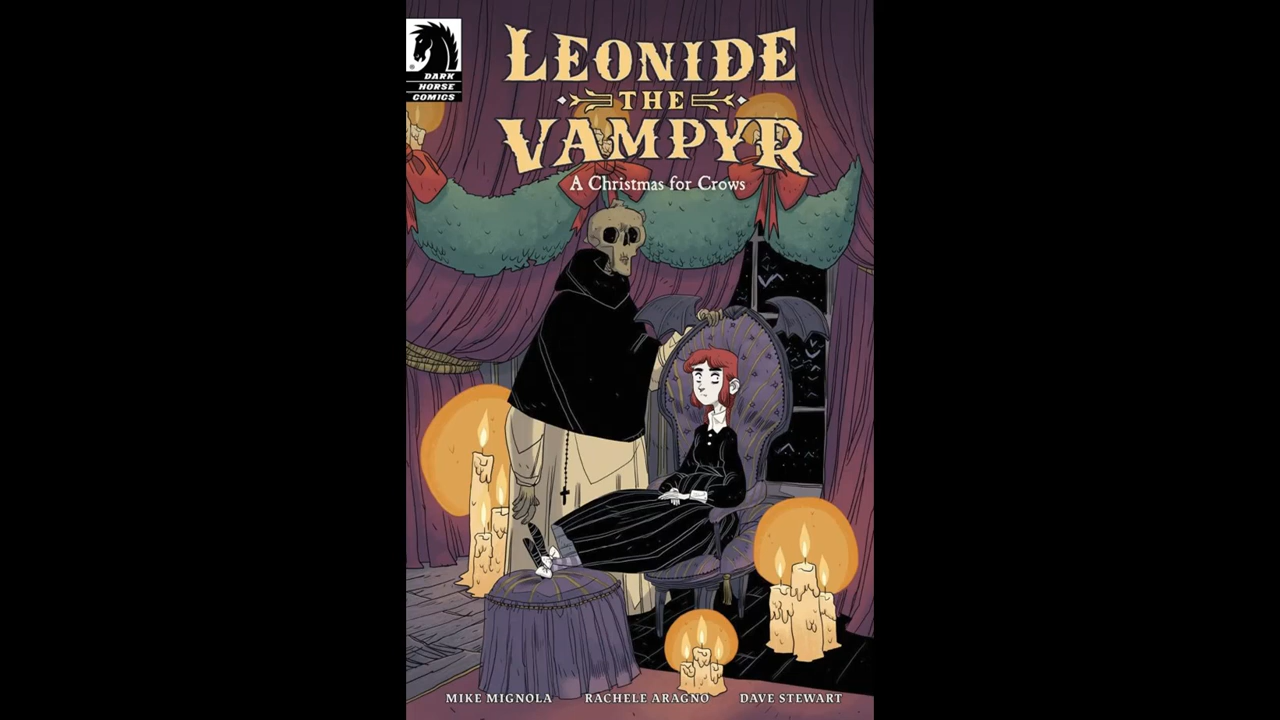 DARK
HORSE
COMICS
LEONIDE
THE
VAMPYR
A Christmas for Crows
MIKE MIGNOLA RACHELE ARAGNO DAVE STEWART